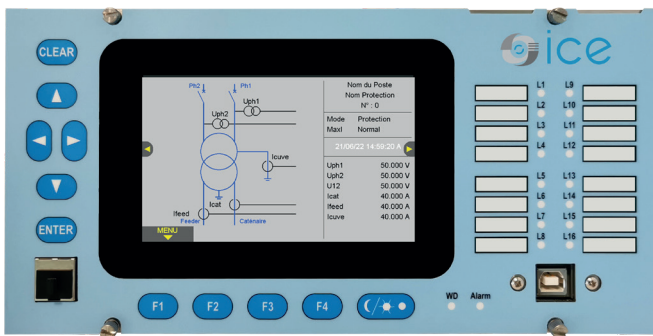 ice
CLEAR
ENTER
Ph2
Ph1
Uph1
Uph2
Icuve
Icat
Ifeed
Feeder
Catenaire
MENU
Nom du Poste
Nom Protection
N° : 0
Mode Protection
MaxI Normal
21/06/22 14:59:20 A
Uph1 50.000 V
Uph2 50.000 V
U12 50.000 V
Icat 40.000 A
Ifeed 40.000 A
Icuve 40.000 A
L1 L9
L2 L10
L3 L11
L4 L12
L5 L13
L6 L14
L7 L15
L8 L16
F1 F2 F3 F4
WD Alarm